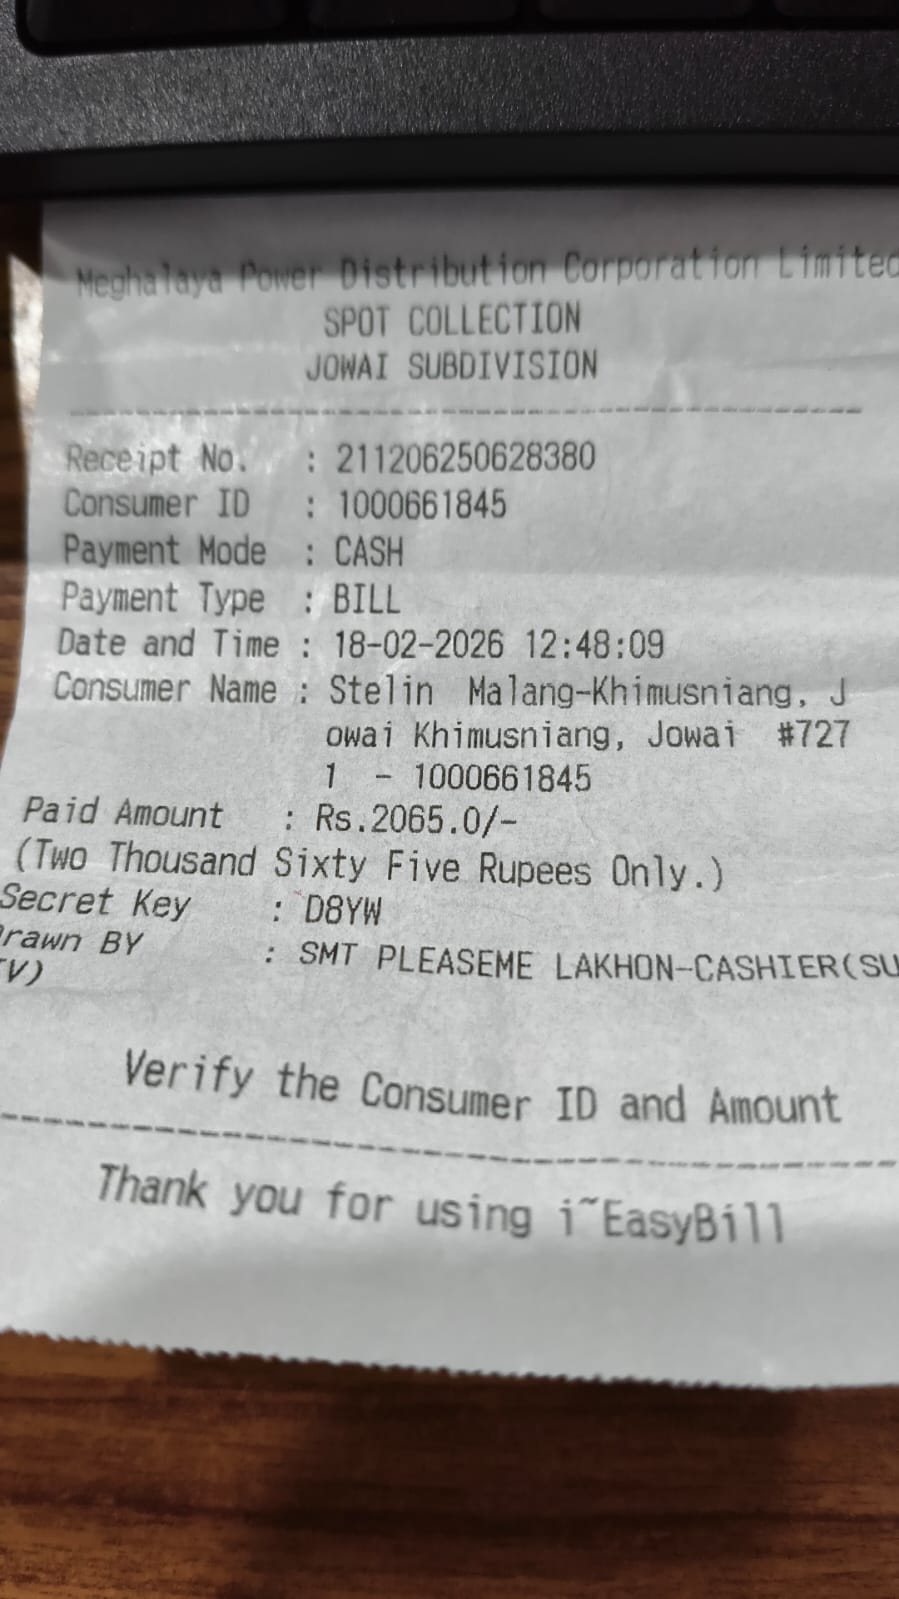 Meghalaya Power Distribution Corporation Limited
SPOT COLLECTION
JOWAI SUBDIVISION
Receipt No. : 211206250628380
Consumer ID : 1000661845
Payment Mode : CASH
Payment Type : BILL
Date and Time : 18-02-2026 12:48:09
Consumer Name : Stelin Malang-Khimusniang, J
owai Khimusniang, Jowai #727
1 - 1000661845
Paid Amount : Rs.2065.0/-
(Two Thousand Sixty Five Rupees Only.)
Secret Key : D8YW
Drawn BY : SMT PLEASEME LAKHON-CASHIER(SU
V)
Verify the Consumer ID and Amount
Thank you for using i~EasyBill